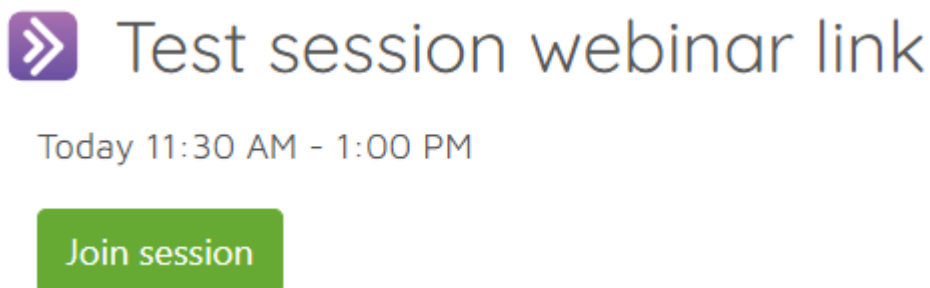 Test session webinar link
Today 11:30 AM - 1:00 PM
Join session